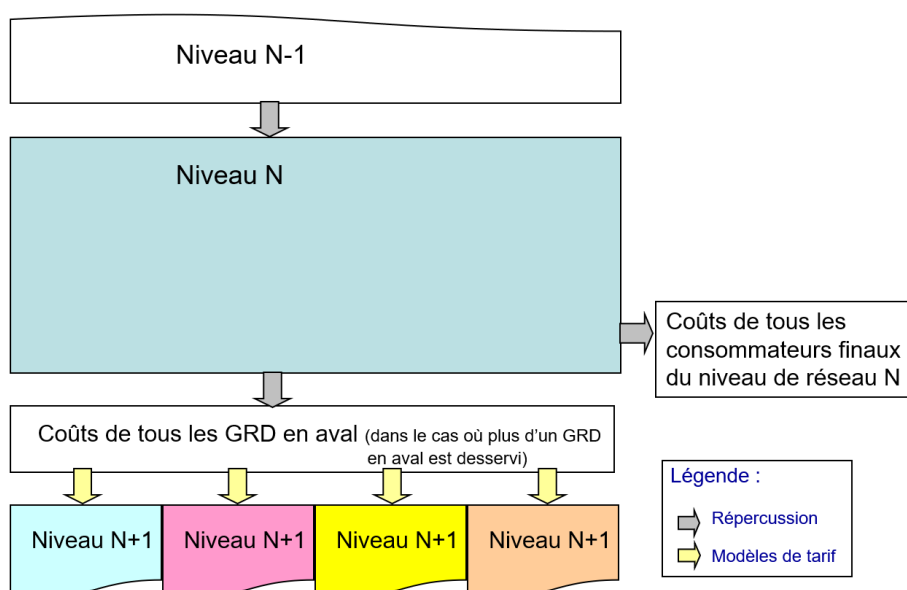 Niveau N-1
Niveau N
Coûts de tous les
consommateurs finaux
du niveau de réseau N
Coûts de tous les GRD en aval (dans le cas où plus d'un GRD
en aval est desservi)
Niveau N+1
Niveau N+1
Niveau N+1
Niveau N+1
Légende :
Répercussion
Modèles de tarif